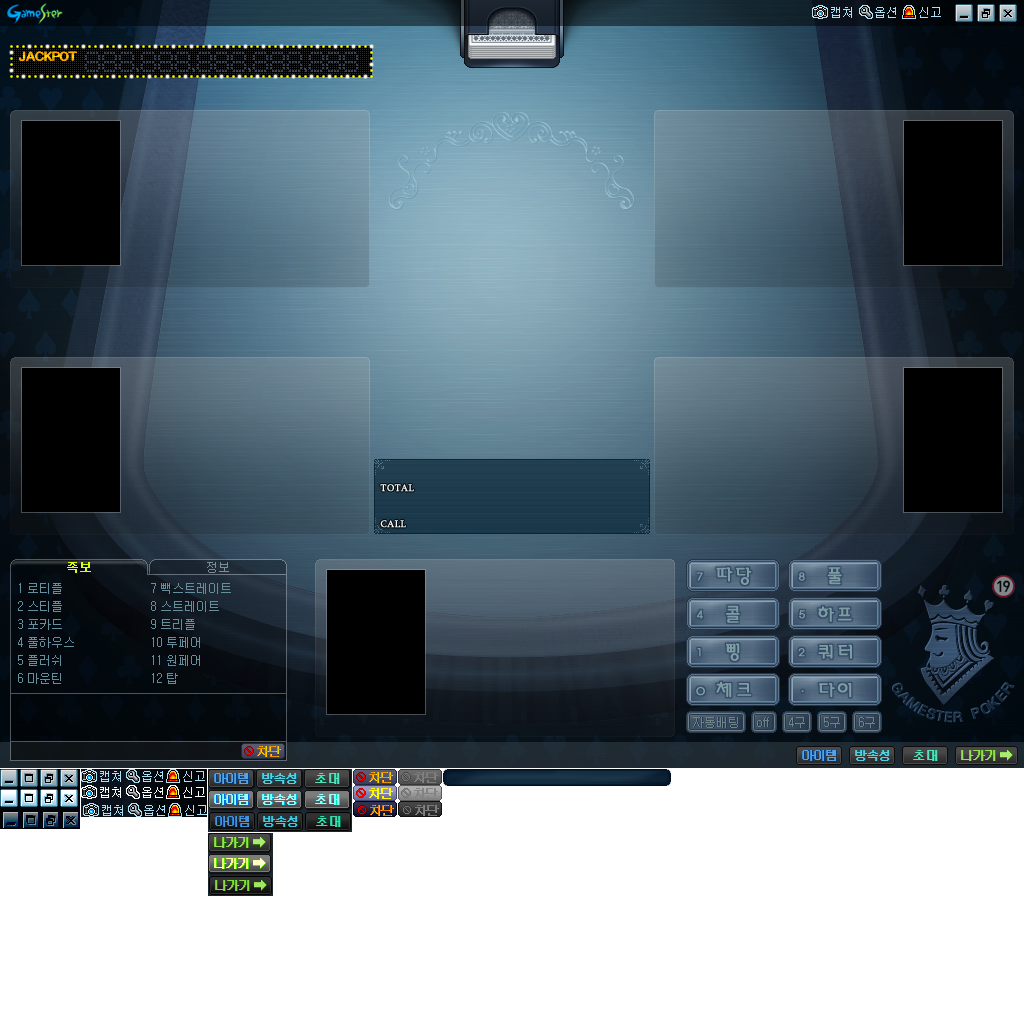 GameSter
캡쳐 옵션 신고
JACKPOT
TOTAL
CALL
족보 정보
1 로티플 7 빽스트레이트
2 스티플 8 스트레이트
3 포카드 9 트리플
4 풀하우스 10 투페어
5 플러쉬 11 원페어
6 마운틴 12 탑
차단
7 따당 8 풀
4 콜 5 하프
1 삥 2 쿼터
0 체크 . 다이
자동배팅 off 4구 5구 6구
19
GAMESTER POKER
아이템 방속성 초대 나가기
캡쳐 옵션 신고
캡쳐 옵션 신고
캡쳐 옵션 신고
아이템 방속성 초대
아이템 방속성 초대
아이템 방속성 초대
차단 차단
차단 차단
차단 차단
나가기
나가기
나가기